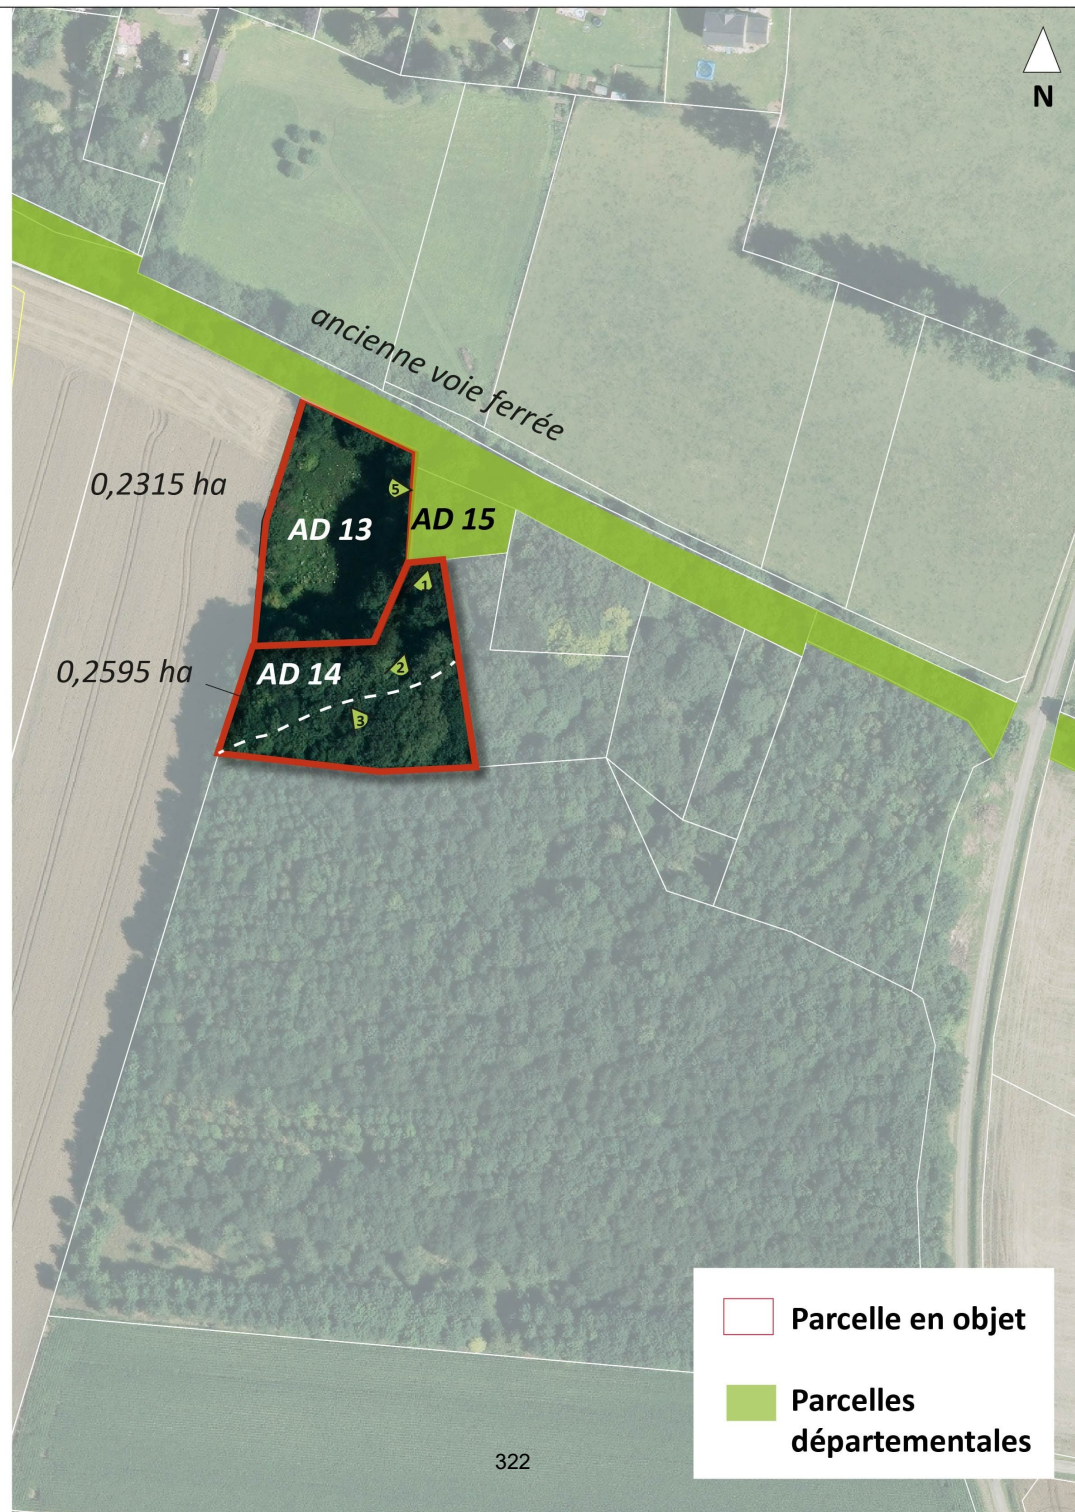 N
ancienne voie ferrée
0,2315 ha
5
AD 13
AD 15
1
0,2595 ha
AD 14
2
3
Parcelle en objet
Parcelles
départementales
322